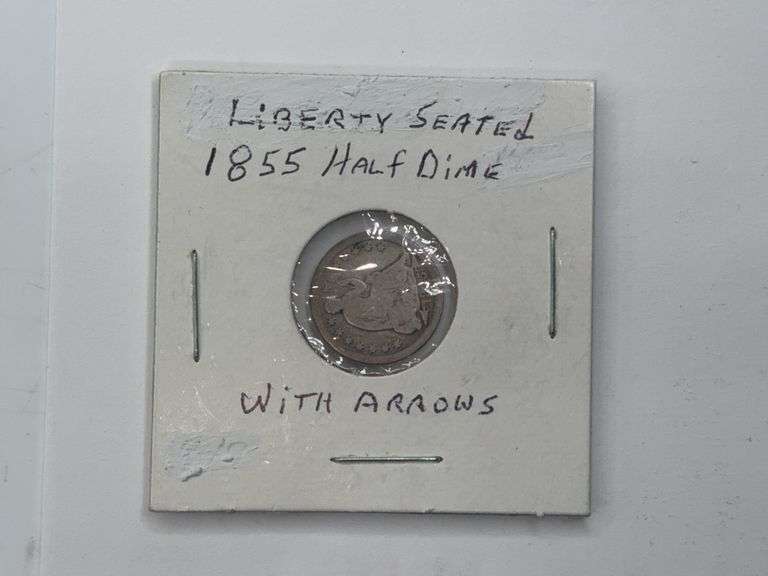 LiBERTY SEATEd
1855 HALf DiME
WiTH ARROWS